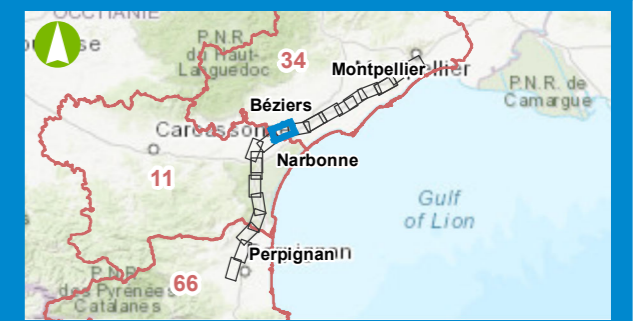 OCCITANIE
P.N.R.
du Haut-
Languedoc
34
Montpellier
P.N.R. de
Camargue
Béziers
Narbonne
11
Gulf
of Lion
Perpignan
66
P.N.R.
des Pyrénées
Catalanes